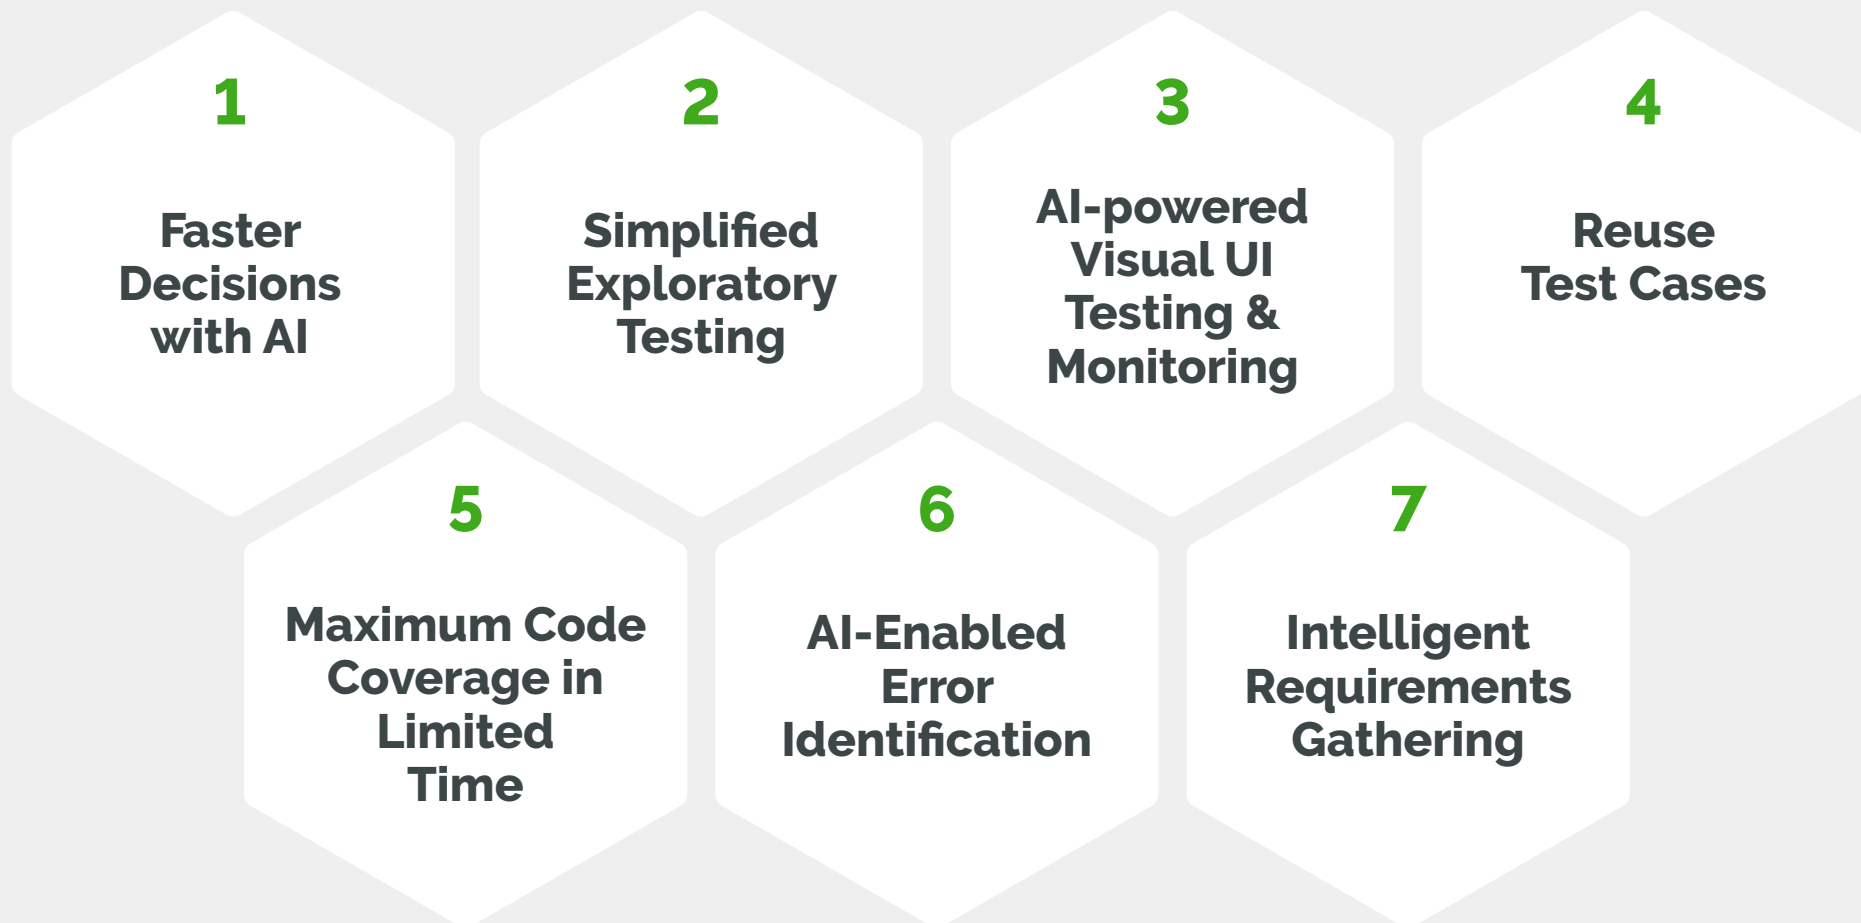 1
Faster
Decisions
with AI
2
Simplified
Exploratory
Testing
3
AI-powered
Visual UI
Testing &
Monitoring
4
Reuse
Test Cases
5
Maximum Code
Coverage in
Limited
Time
6
AI-Enabled
Error
Identification
7
Intelligent
Requirements
Gathering